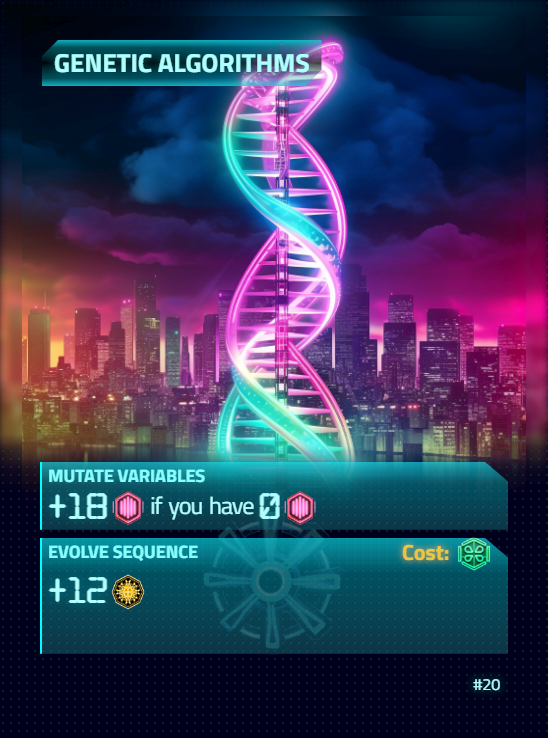 GENETIC ALGORITHMS
MUTATE VARIABLES
+18 if you have 0
EVOLVE SEQUENCE Cost:
+12
#20